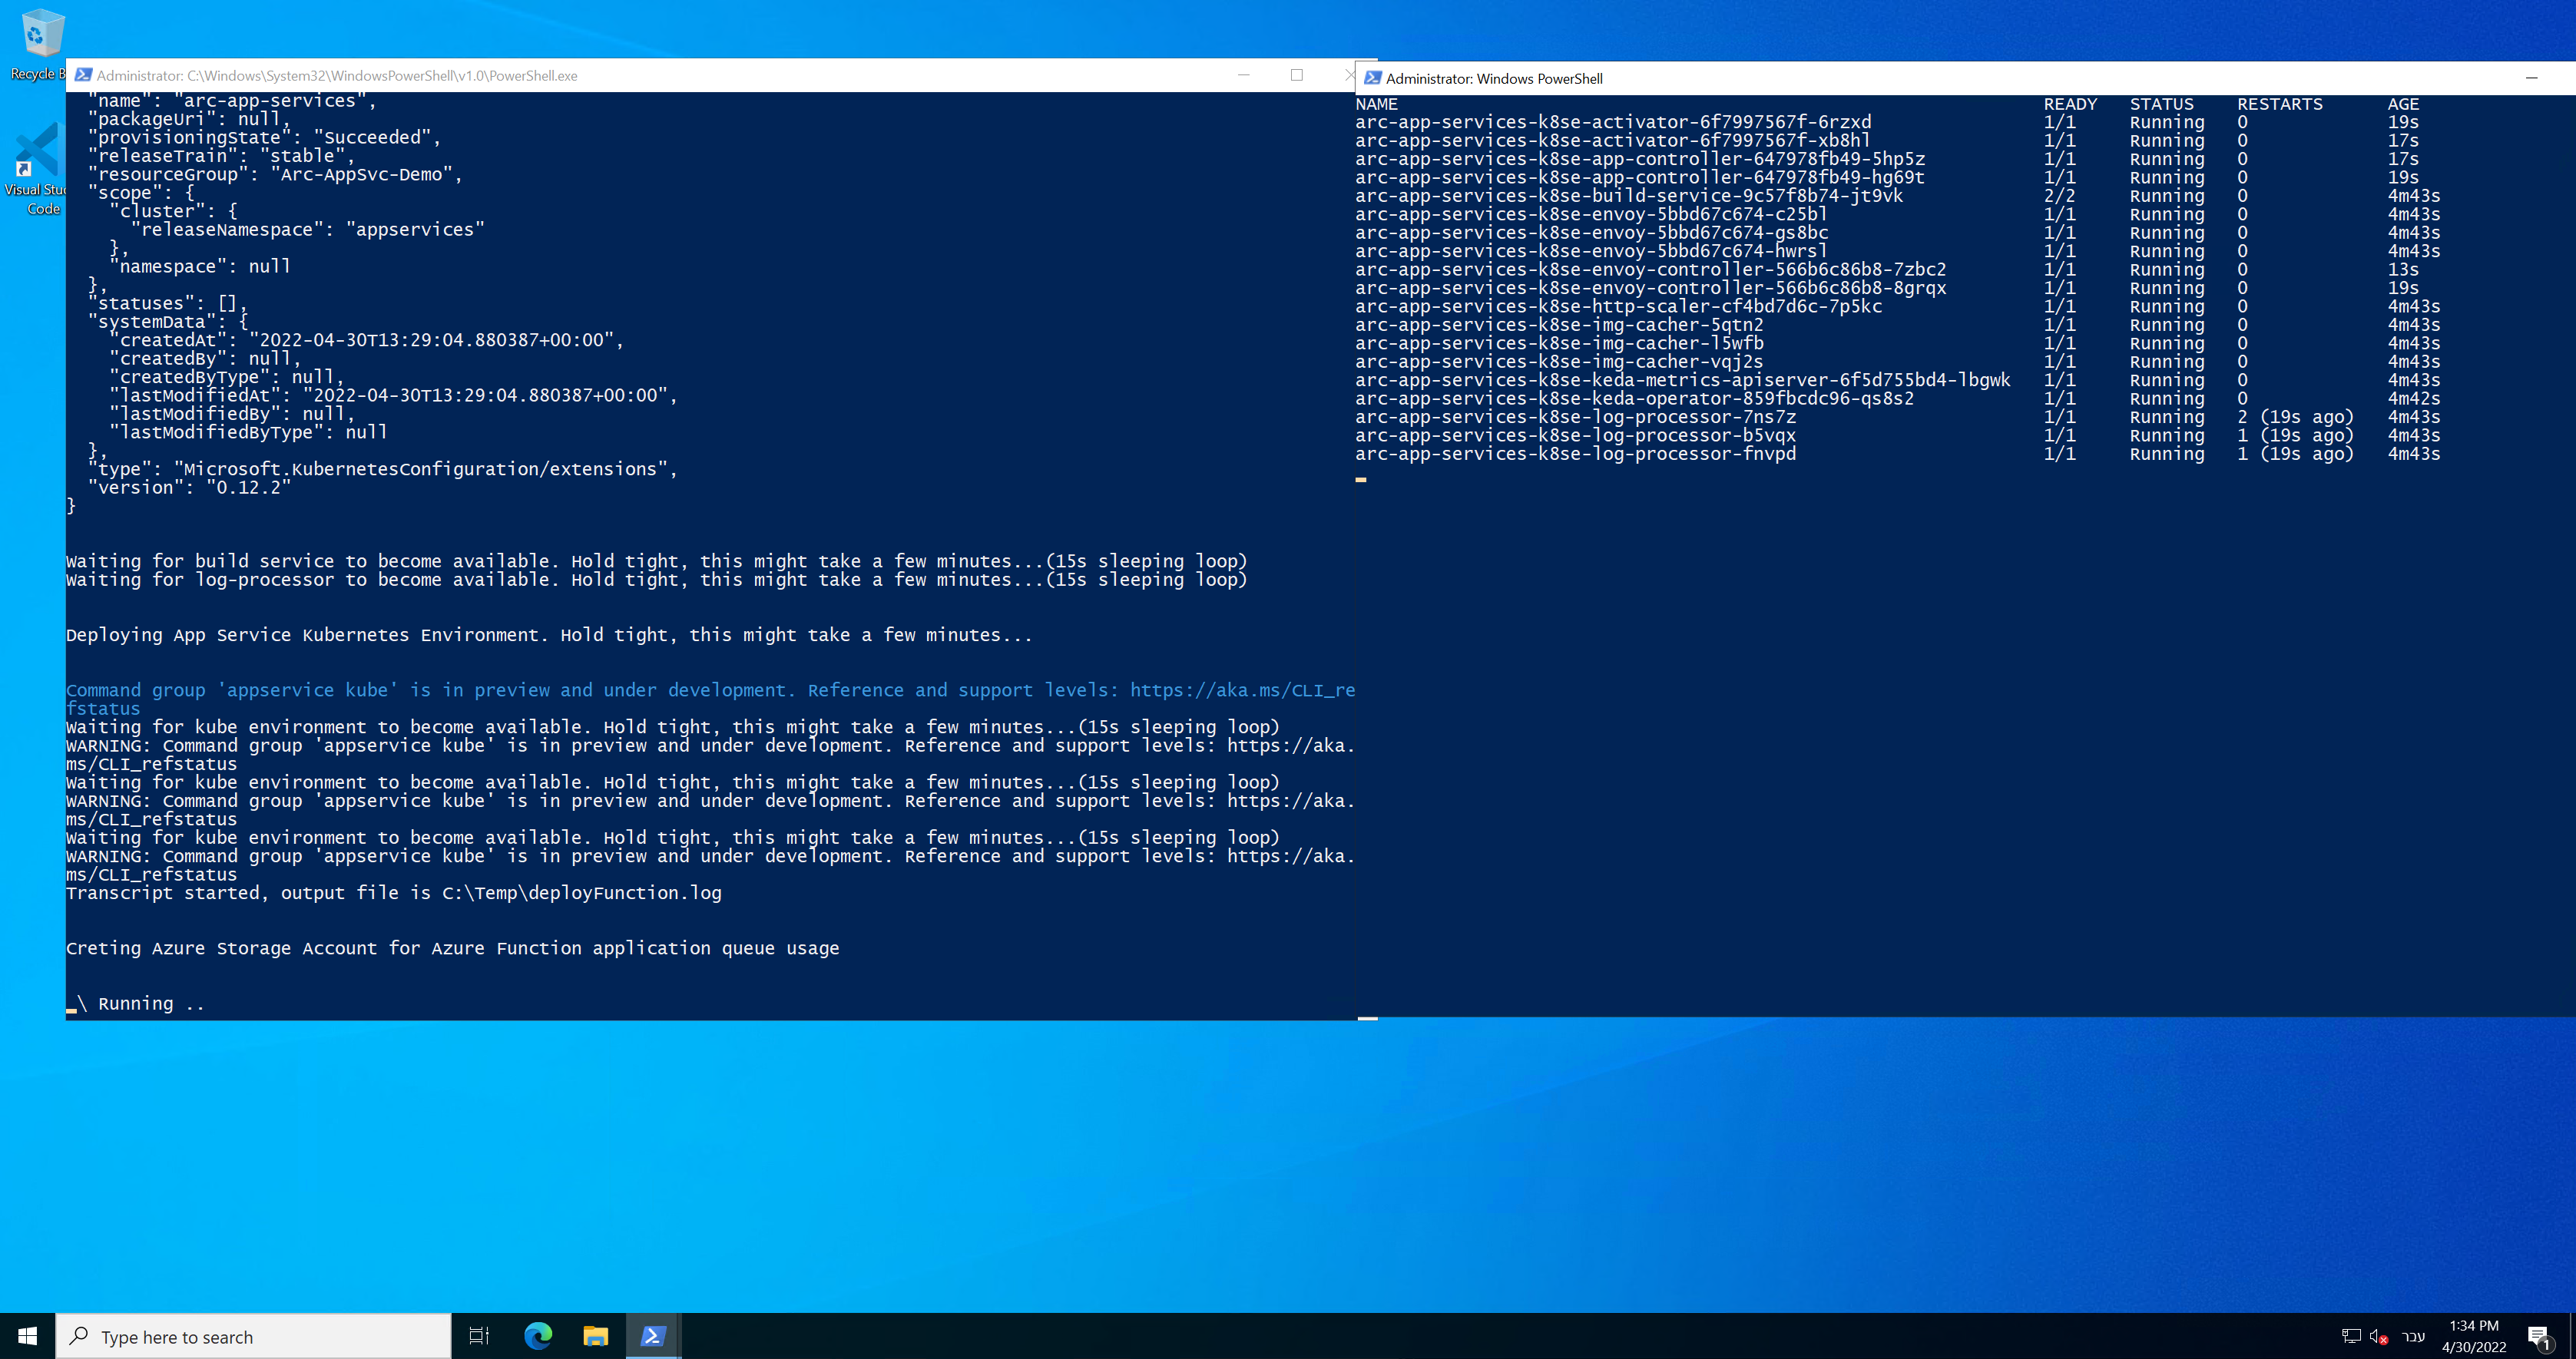 Recycle B
Visual Stu
Code
Administrator: C:\Windows\System32\WindowsPowerShell\v1.0\PowerShell.exe
"name": "arc-app-services",
"packageUri": null,
"provisioningState": "Succeeded",
"releaseTrain": "stable",
"resourceGroup": "Arc-AppSvc-Demo",
"scope": {
"cluster": {
"releaseNamespace": "appservices"
},
"namespace": null
},
"statuses": [],
"systemData": {
"createdAt": "2022-04-30T13:29:04.880387+00:00",
"createdBy": null,
"createdByType": null,
"lastModifiedAt": "2022-04-30T13:29:04.880387+00:00",
"lastModifiedBy": null,
"lastModifiedByType": null
},
"type": "Microsoft.KubernetesConfiguration/extensions",
"version": "0.12.2"
}
Waiting for build service to become available. Hold tight, this might take a few minutes...(15s sleeping loop)
Waiting for log-processor to become available. Hold tight, this might take a few minutes...(15s sleeping loop)
Deploying App Service Kubernetes Environment. Hold tight, this might take a few minutes...
Command group 'appservice kube' is in preview and under development. Reference and support levels: https://aka.ms/CLI_re
fstatus
Waiting for kube environment to become available. Hold tight, this might take a few minutes...(15s sleeping loop)
WARNING: Command group 'appservice kube' is in preview and under development. Reference and support levels: https://aka.
ms/CLI_refstatus
Waiting for kube environment to become available. Hold tight, this might take a few minutes...(15s sleeping loop)
WARNING: Command group 'appservice kube' is in preview and under development. Reference and support levels: https://aka.
ms/CLI_refstatus
Waiting for kube environment to become available. Hold tight, this might take a few minutes...(15s sleeping loop)
WARNING: Command group 'appservice kube' is in preview and under development. Reference and support levels: https://aka.
ms/CLI_refstatus
Transcript started, output file is C:\Temp\deployFunction.log
Creting Azure Storage Account for Azure Function application queue usage
\ Running ..
Administrator: Windows PowerShell
NAME READY STATUS RESTARTS AGE
arc-app-services-k8se-activator-6f7997567f-6rzxd 1/1 Running 0 19s
arc-app-services-k8se-activator-6f7997567f-xb8hl 1/1 Running 0 17s
arc-app-services-k8se-app-controller-647978fb49-5hp5z 1/1 Running 0 17s
arc-app-services-k8se-app-controller-647978fb49-hg69t 1/1 Running 0 19s
arc-app-services-k8se-build-service-9c57f8b74-jt9vk 2/2 Running 0 4m43s
arc-app-services-k8se-envoy-5bbd67c674-c25bl 1/1 Running 0 4m43s
arc-app-services-k8se-envoy-5bbd67c674-gs8bc 1/1 Running 0 4m43s
arc-app-services-k8se-envoy-5bbd67c674-hwrsl 1/1 Running 0 4m43s
arc-app-services-k8se-envoy-controller-566b6c86b8-7zbc2 1/1 Running 0 13s
arc-app-services-k8se-envoy-controller-566b6c86b8-8grqx 1/1 Running 0 19s
arc-app-services-k8se-http-scaler-cf4bd7d6c-7p5kc 1/1 Running 0 4m43s
arc-app-services-k8se-img-cacher-5qtn2 1/1 Running 0 4m43s
arc-app-services-k8se-img-cacher-l5wfb 1/1 Running 0 4m43s
arc-app-services-k8se-img-cacher-vqj2s 1/1 Running 0 4m43s
arc-app-services-k8se-keda-metrics-apiserver-6f5d755bd4-lbgwk 1/1 Running 0 4m43s
arc-app-services-k8se-keda-operator-859fbcdc96-qs8s2 1/1 Running 0 4m42s
arc-app-services-k8se-log-processor-7ns7z 1/1 Running 2 (19s ago) 4m43s
arc-app-services-k8se-log-processor-b5vqx 1/1 Running 1 (19s ago) 4m43s
arc-app-services-k8se-log-processor-fnvpd 1/1 Running 1 (19s ago) 4m43s
Type here to search
עבר
1:34 PM
4/30/2022
1